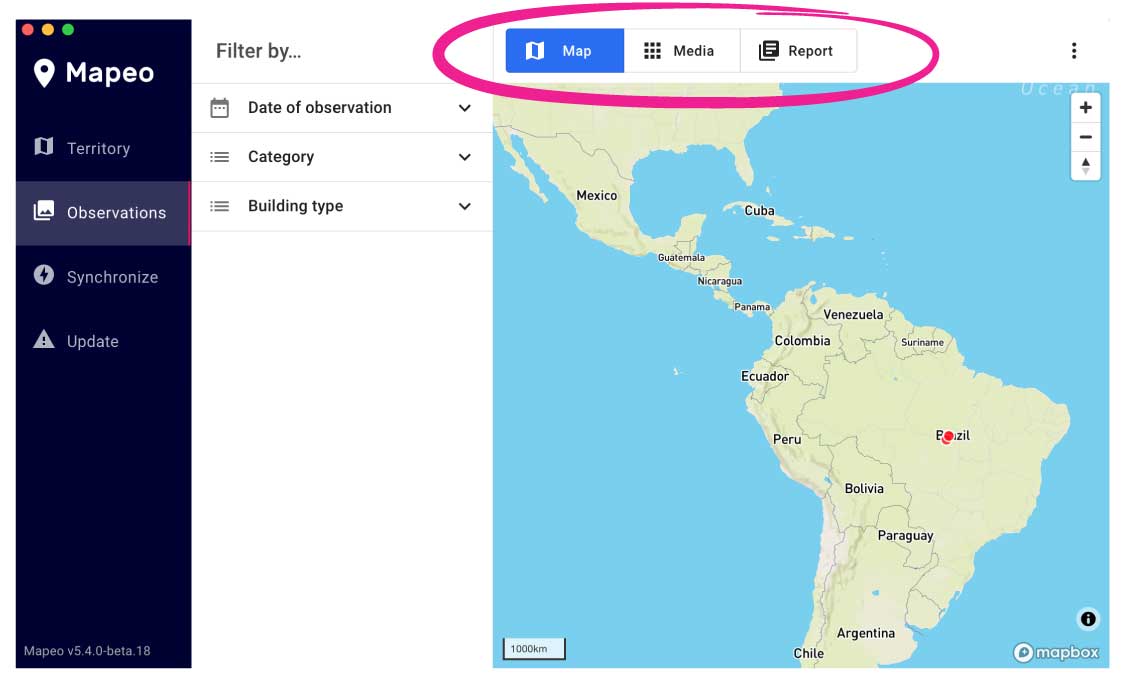 Mapeo
Territory
Observations
Synchronize
Update
Mapeo v5.4.0-beta.18
Filter by...
Date of observation
Category
Building type
Map
Media
Report
Ocean
Mexico
Cuba
Guatemala
Nicaragua
Panama
Venezuela
Colombia
Suriname
Ecuador
Brazil
Peru
Bolivia
Paraguay
Argentina
Chile
1000km
mapbox